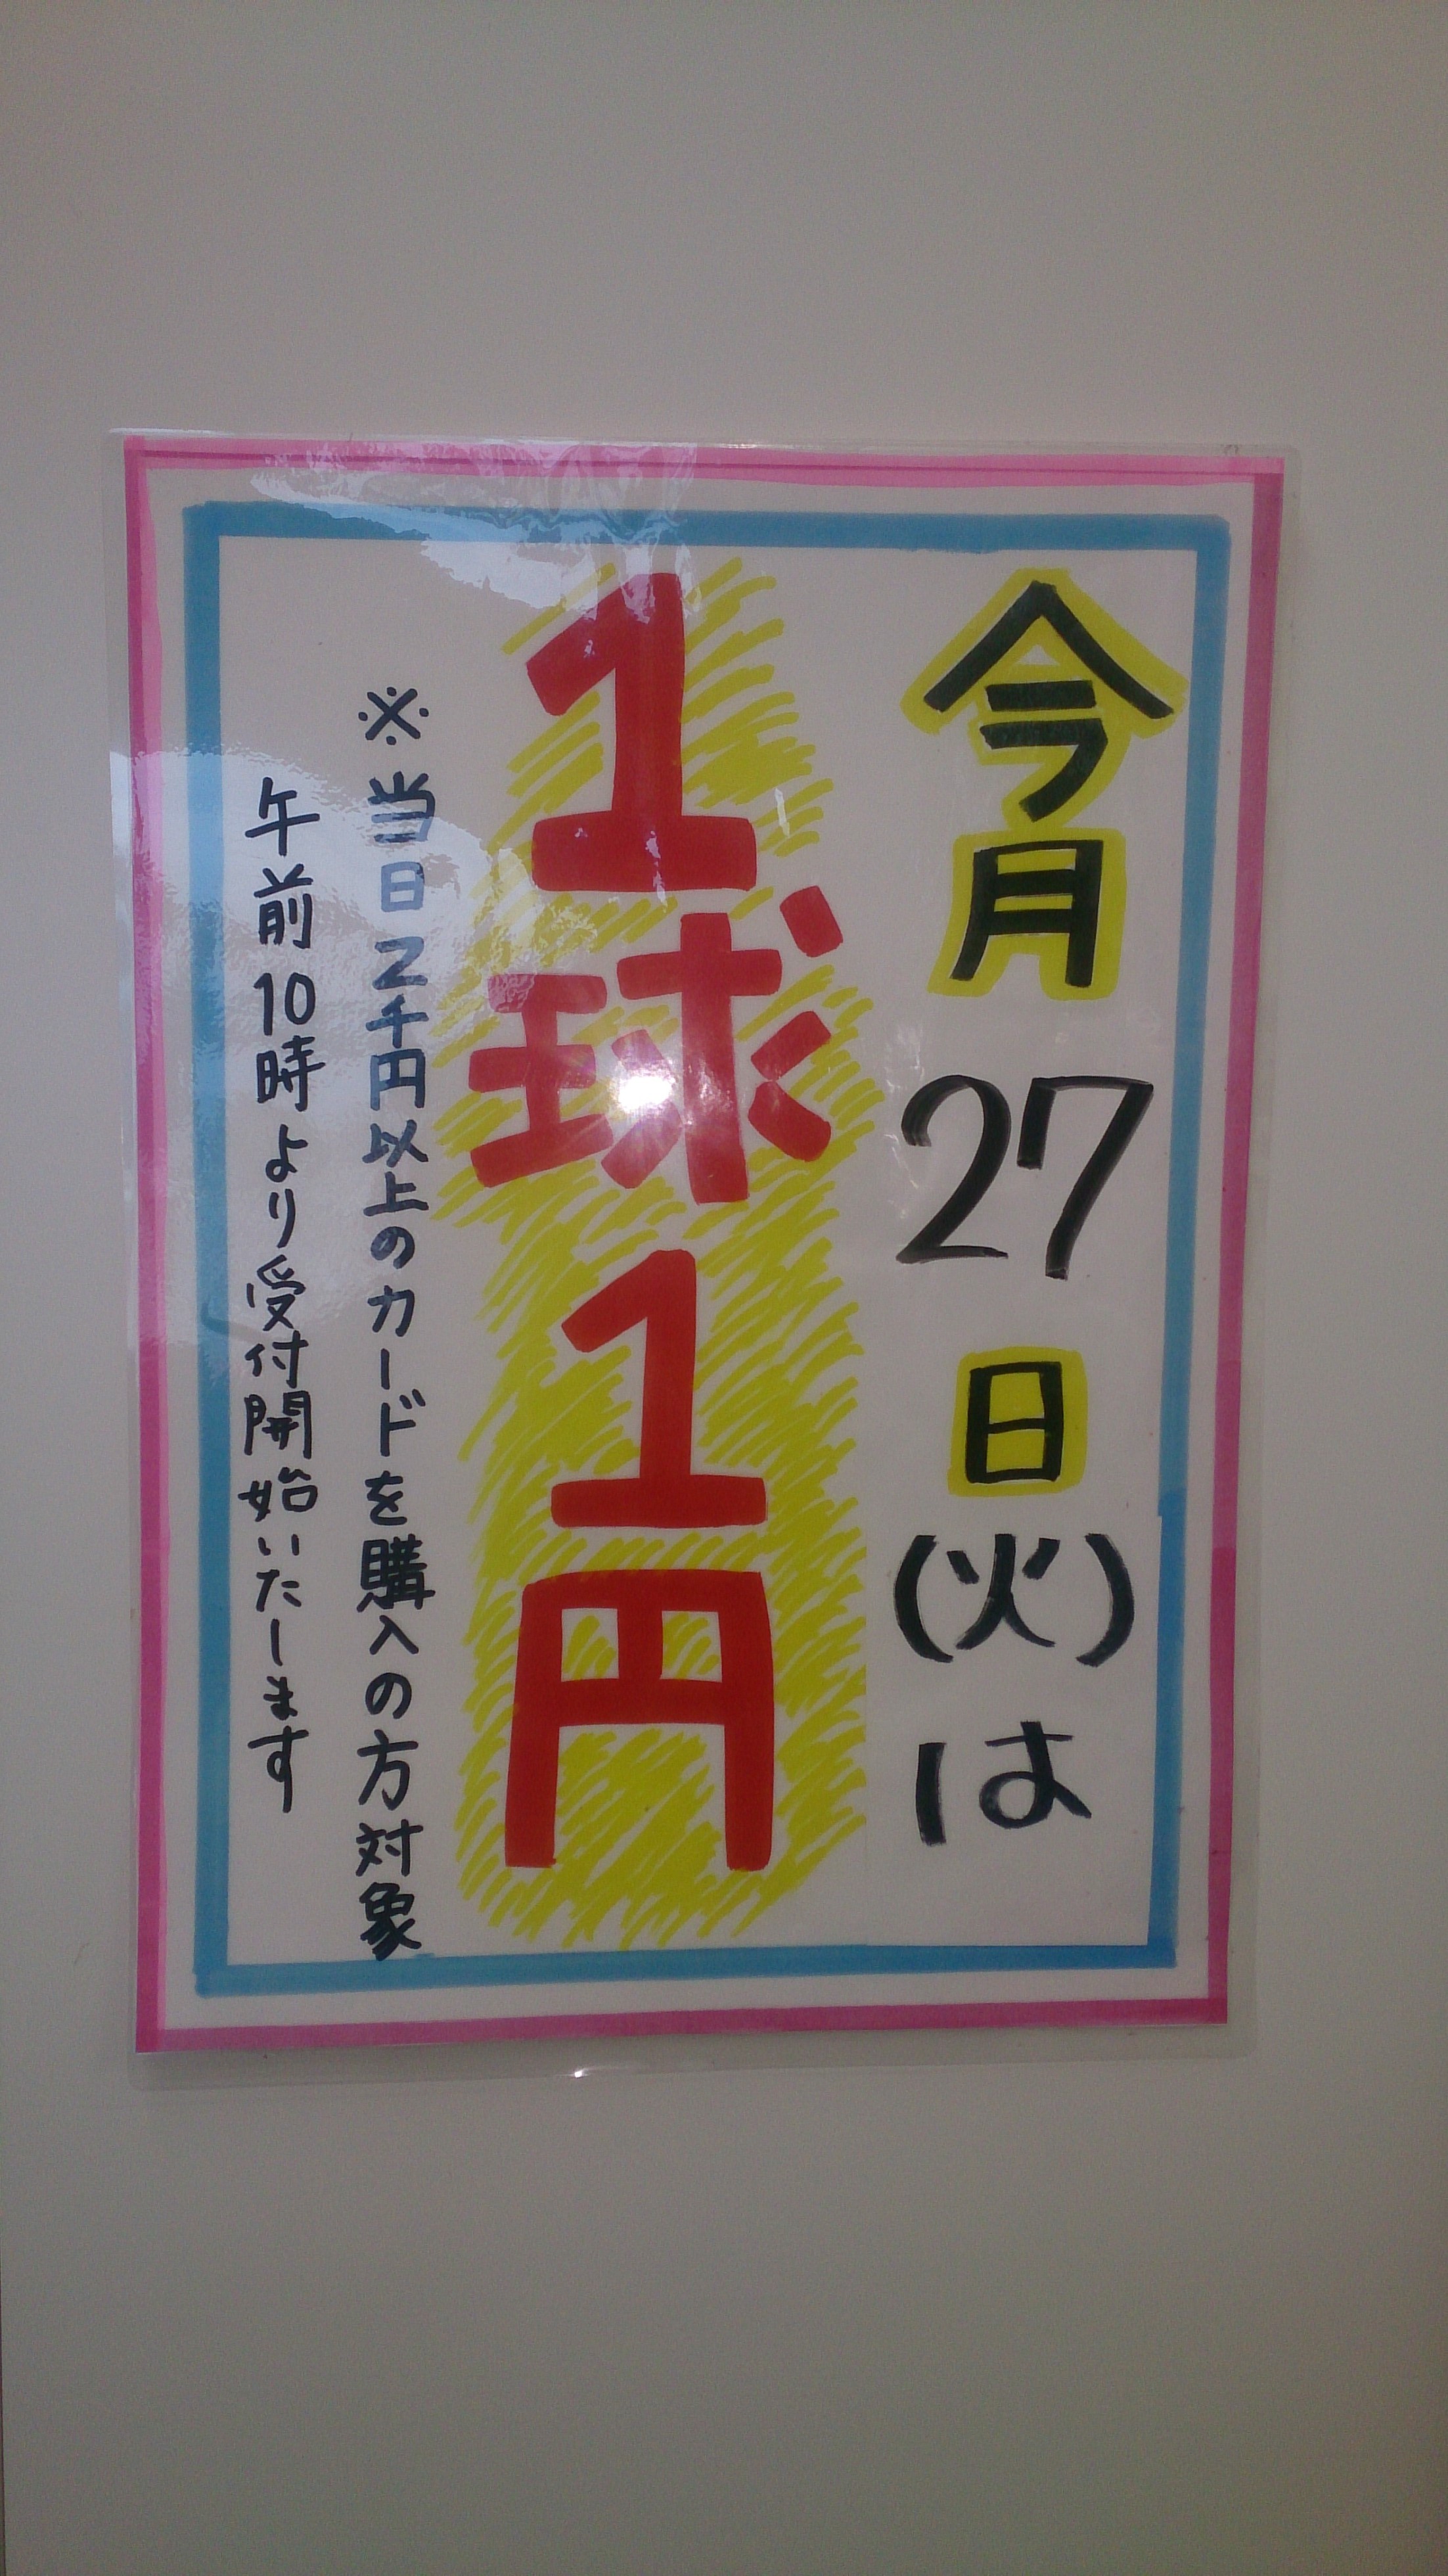 今月27日(火)は
1球1円
※当日2千円以上のカードを購入の方対象
午前10時より受付開始いたします